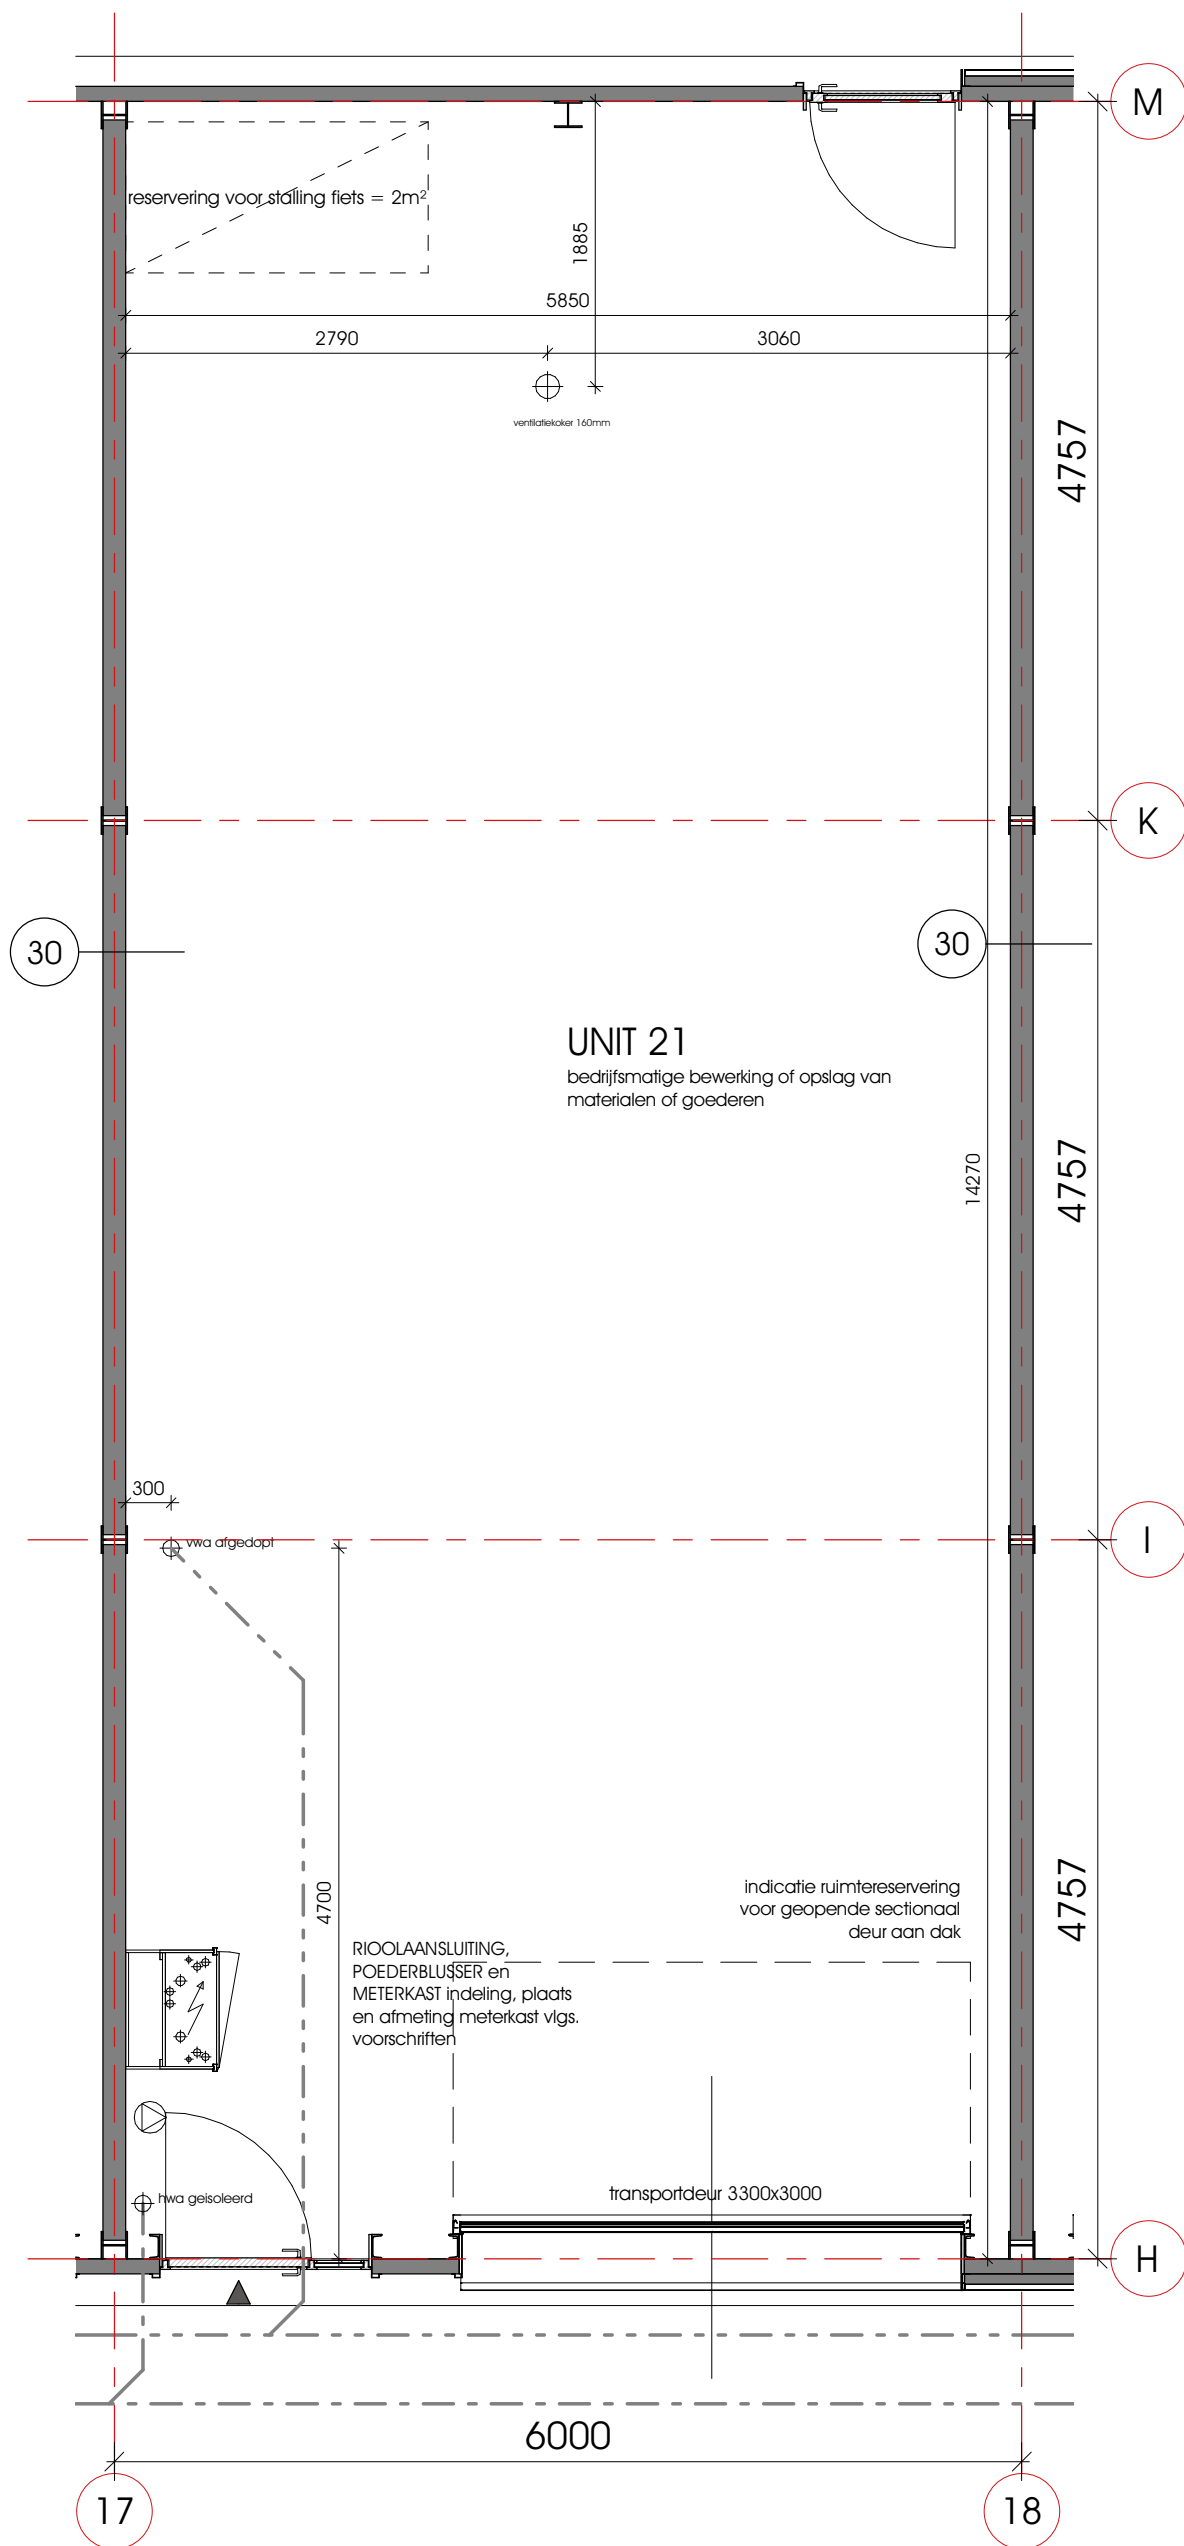 M
reservering voor stalling fiets = 2m²
1885
5850
2790
3060
ventilatiekoker 160mm
4757
K
30
30
UNIT 21
bedrijfsmatige bewerking of opslag van
materialen of goederen
14270
4757
300
vwa afgedopt
I
4700
4757
indicatie ruimtereservering
voor geopende sectionaal
deur aan dak
RIOOLAANSLUITING,
POEDERBLUSSER en
METERKAST indeling, plaats
en afmeting meterkast vlgs.
voorschriften
hwa geisoleerd
transportdeur 3300x3000
H
6000
17
18